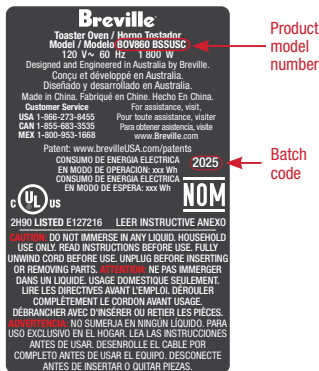 Breville®
Toaster Oven / Horno Tostador
Model / Modelo BOV860 BSSUSC
120 V~ 60 Hz 1 800 W
Designed and Engineered in Australia by Breville.
Conçu et développé en Australia.
Diseñado y desarrollado en Australia.
Made in China. Fabriqué en Chine. Hecho En China.
Customer Service
USA 1-866-273-8455
CAN 1-855-683-3535
MEX 1-800-953-1668
For assistance, visit,
Pour toute assistance, visiter
Para obtener asistencia, visite
www.Breville.com
Patent: www.brevilleUSA.com/patents
CONSUMO DE ENERGIA ELECTRICA
EN MODO DE OPERACION: xxx Wh
CONSUMO DE ENERGIA ELECTRICA
EN MODO DE ESPERA: xxx Wh
2025
C UL US
NOM
2H90 LISTED E127216 LEER INSTRUCTIVE ANEXO
CAUTION: DO NOT IMMERSE IN ANY LIQUID. HOUSEHOLD
USE ONLY. READ INSTRUCTIONS BEFORE USE. FULLY
UNWIND CORD BEFORE USE. UNPLUG BEFORE INSERTING
OR REMOVING PARTS. ATTENTION: NE PAS IMMERGER
DANS UN LIQUIDE. USAGE DOMESTIQUE SEULEMENT.
LIRE LES DIRECTIVES AVANT L'EMPLOI. DÉROULER
COMPLÈTEMENT LE CORDON AVANT USAGE.
DÉBRANCHER AVEC D'INSÉRER OU RETIER LES PIÈCES.
ADVERTENCIA: NO SUMERJA EN NINGÚN LÍQUIDO. PARA
USO EXCLUSIVO EN EL HOGAR. LEA LAS INSTRUCCIONES
ANTES DE USAR. DESENROLLE EL CABLE POR
COMPLETO ANTES DE USAR EL EQUIPO. DESCONECTE
ANTES DE INSERTAR O QUITAR PIEZAS.
Product
model
number
Batch
code